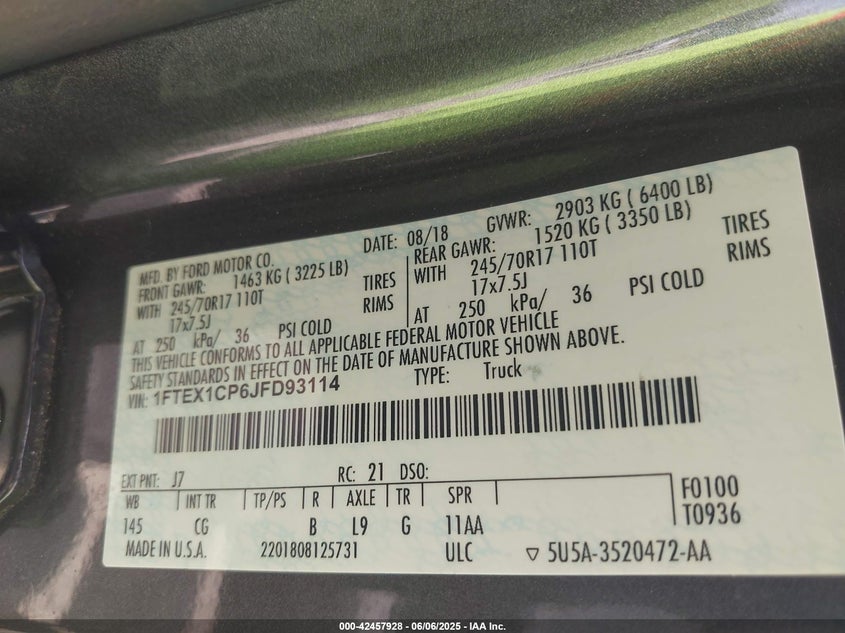 MFD. BY FORD MOTOR CO. DATE: 08/18 GVWR: 2903 KG ( 6400 LB)
FRONT GAWR: 1463 KG ( 3225 LB) REAR GAWR: 1520 KG ( 3350 LB)
WITH 245/70R17 110T TIRES WITH 245/70R17 110T TIRES
17x7.5J RIMS 17x7.5J RIMS
AT 250 kPa/ 36 PSI COLD AT 250 kPa/ 36 PSI COLD
THIS VEHICLE CONFORMS TO ALL APPLICABLE FEDERAL MOTOR VEHICLE
SAFETY STANDARDS IN EFFECT ON THE DATE OF MANUFACTURE SHOWN ABOVE.
VIN: 1FTEX1CP6JFD93114 TYPE: Truck
EXT PNT: J7 RC: 21 DSO:
WB INT TR TP/PS R AXLE TR SPR F0100
145 CG B L9 G 11AA T0936
MADE IN U.S.A. 2201808125731 ULC ▽ 5U5A-3520472-AA
000-42457928 - 06/06/2025 - IAA Inc.